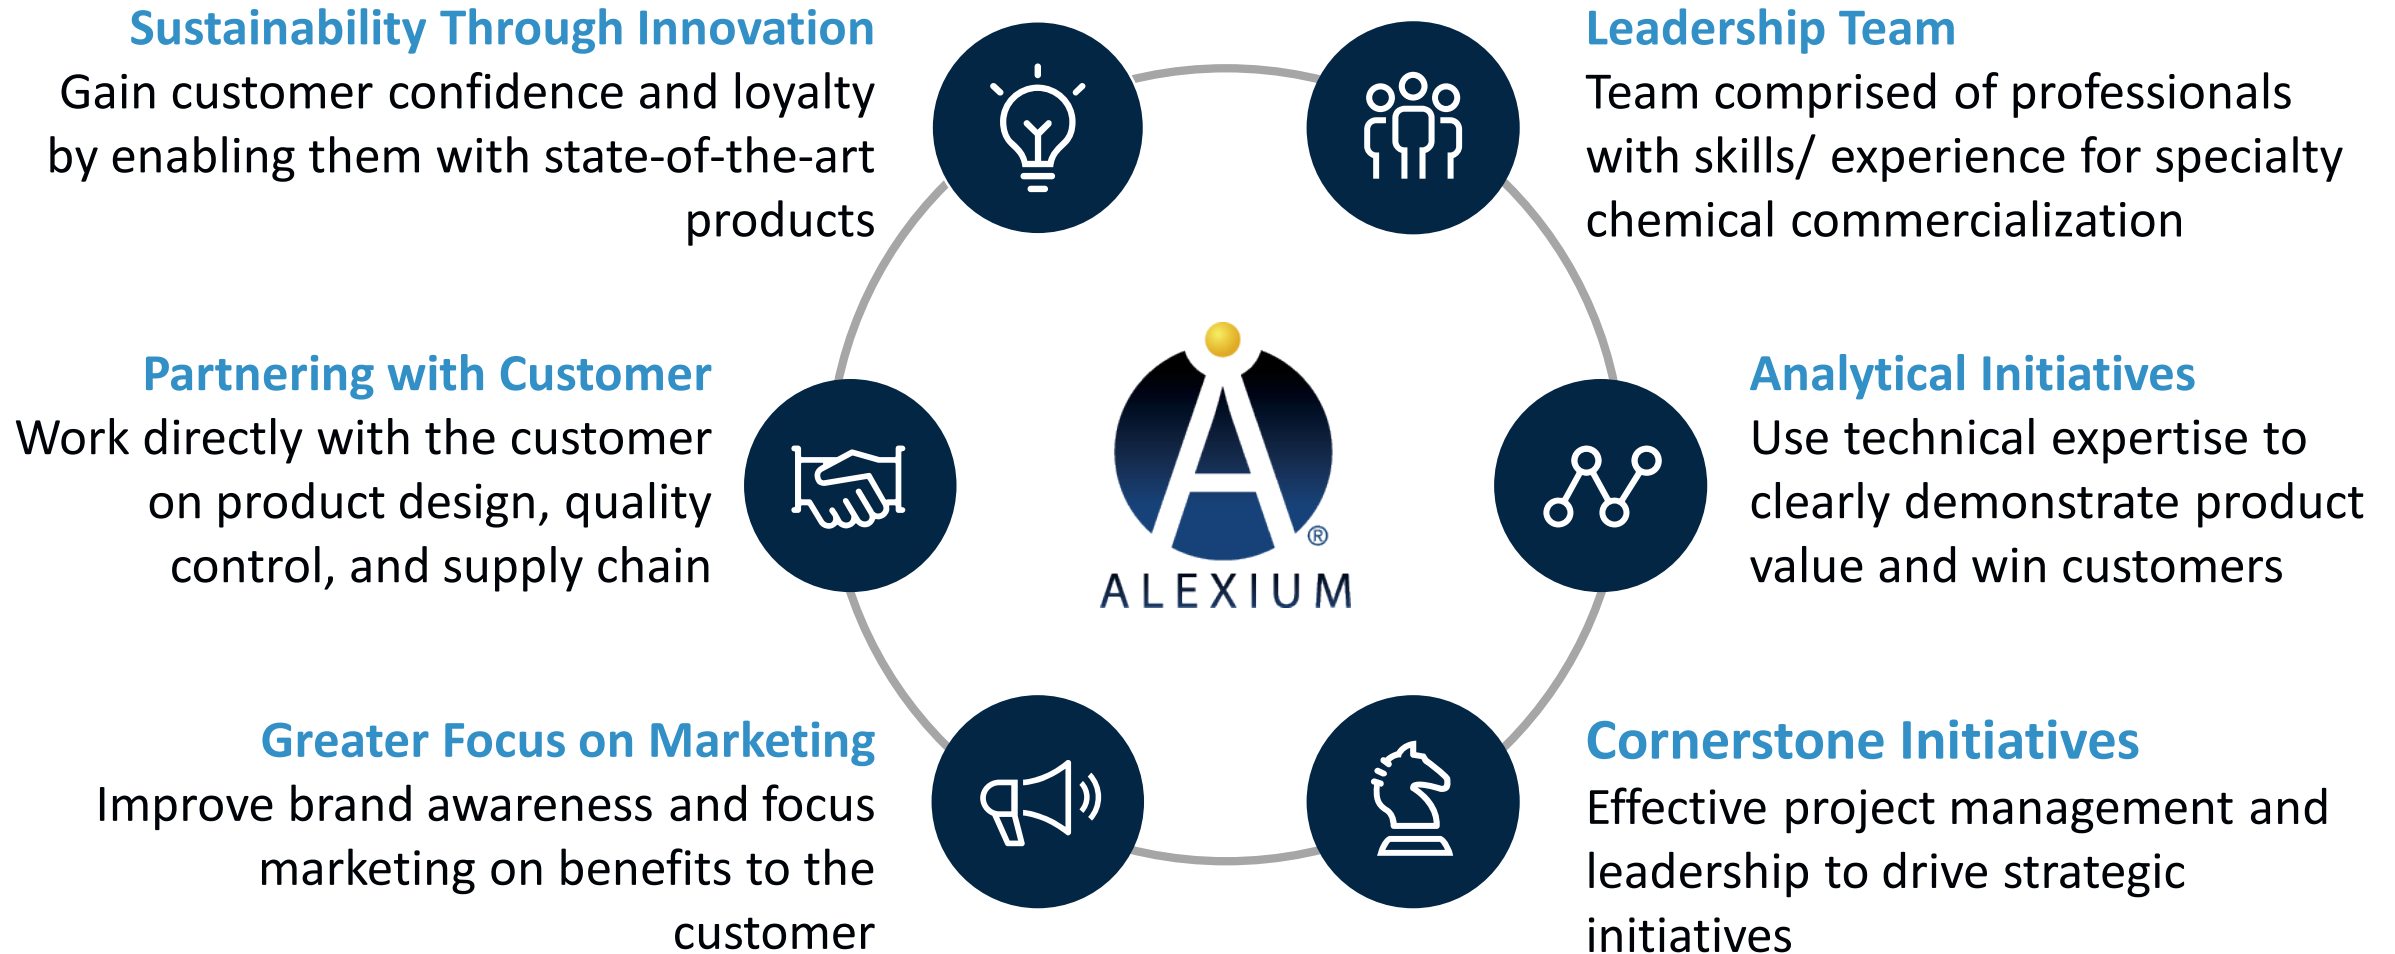 Sustainability Through Innovation
Gain customer confidence and loyalty
by enabling them with state-of-the-art
products
Leadership Team
Team comprised of professionals
with skills/ experience for specialty
chemical commercialization
Partnering with Customer
Work directly with the customer
on product design, quality
control, and supply chain
®
ALEXIUM
Analytical Initiatives
Use technical expertise to
clearly demonstrate product
value and win customers
Greater Focus on Marketing
Improve brand awareness and focus
marketing on benefits to the
customer
Cornerstone Initiatives
Effective project management and
leadership to drive strategic
initiatives